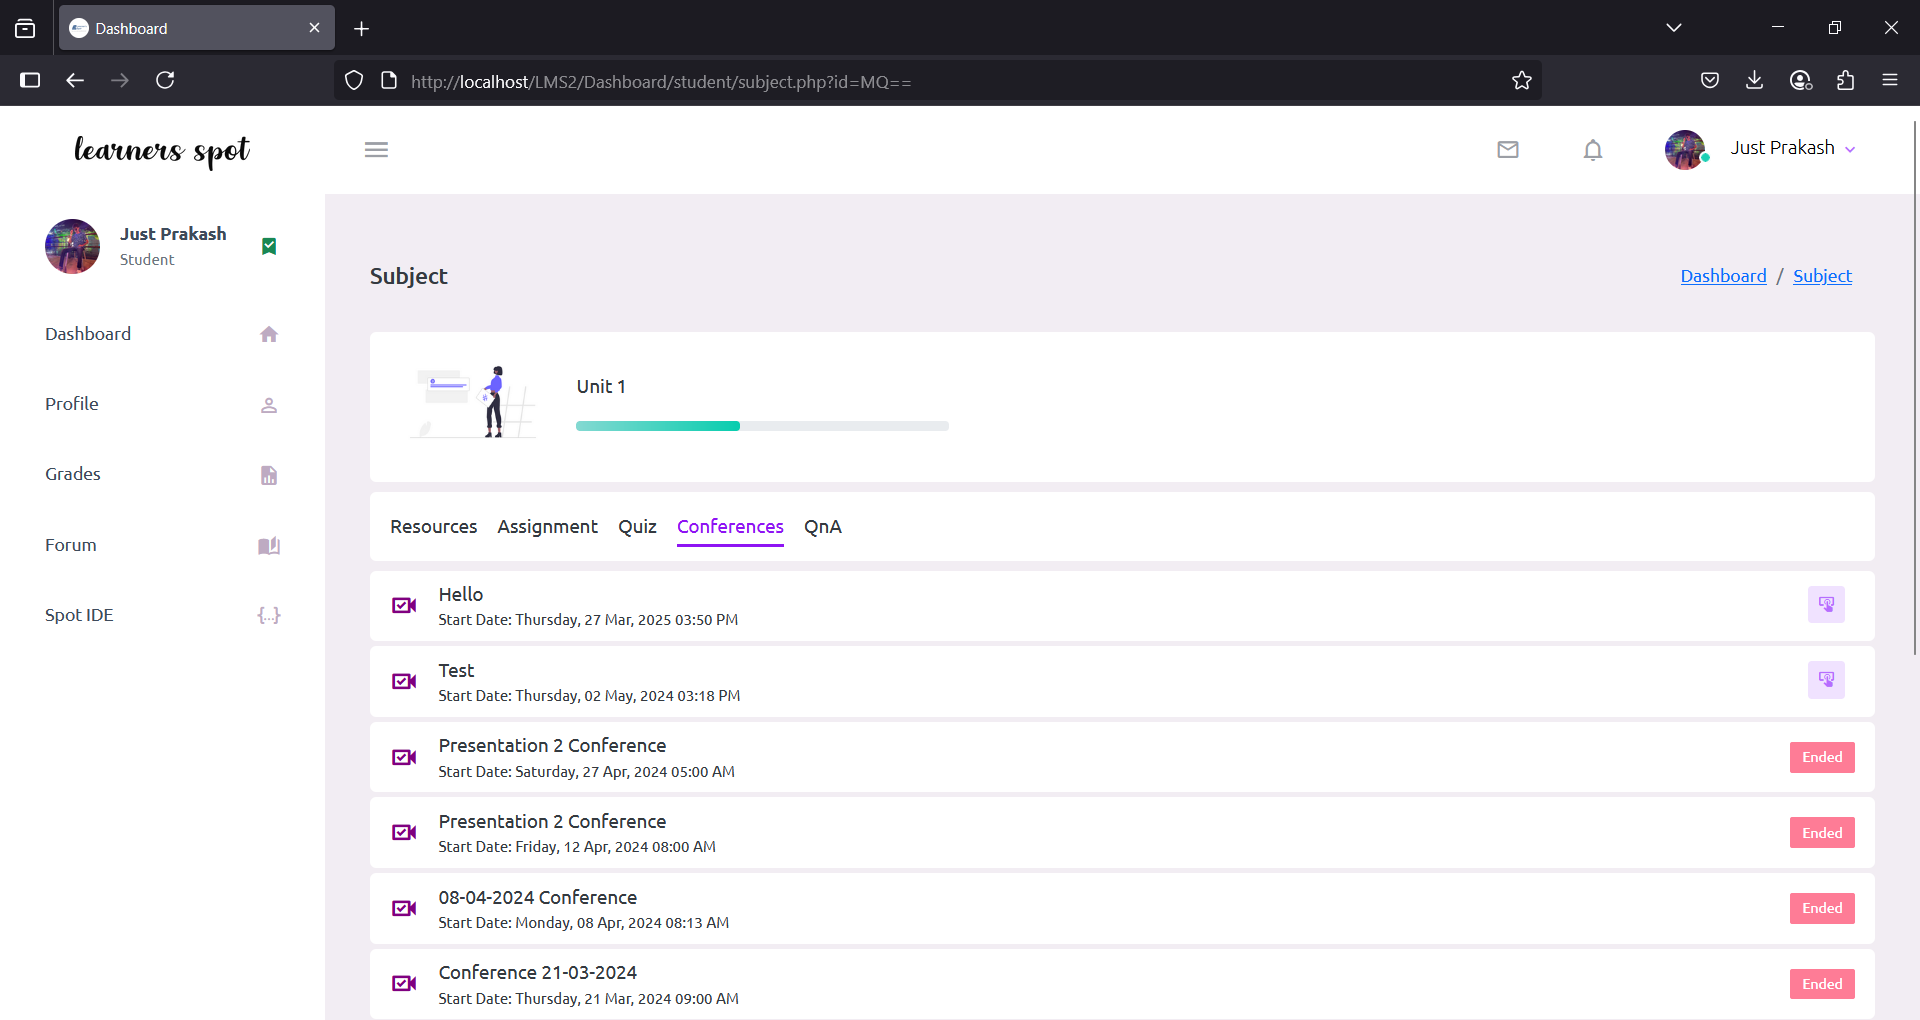 Dashboard
http://localhost/LMS2/Dashboard/student/subject.php?id=MQ==
learners spot
Just Prakash
Just Prakash
Student
Dashboard
Profile
Grades
Forum
Spot IDE
{...}
Subject
Dashboard / Subject
Unit 1
Resources Assignment Quiz Conferences QnA
Hello
Start Date: Thursday, 27 Mar, 2025 03:50 PM
Test
Start Date: Thursday, 02 May, 2024 03:18 PM
Presentation 2 Conference
Start Date: Saturday, 27 Apr, 2024 05:00 AM
Ended
Presentation 2 Conference
Start Date: Friday, 12 Apr, 2024 08:00 AM
Ended
08-04-2024 Conference
Start Date: Monday, 08 Apr, 2024 08:13 AM
Ended
Conference 21-03-2024
Start Date: Thursday, 21 Mar, 2024 09:00 AM
Ended